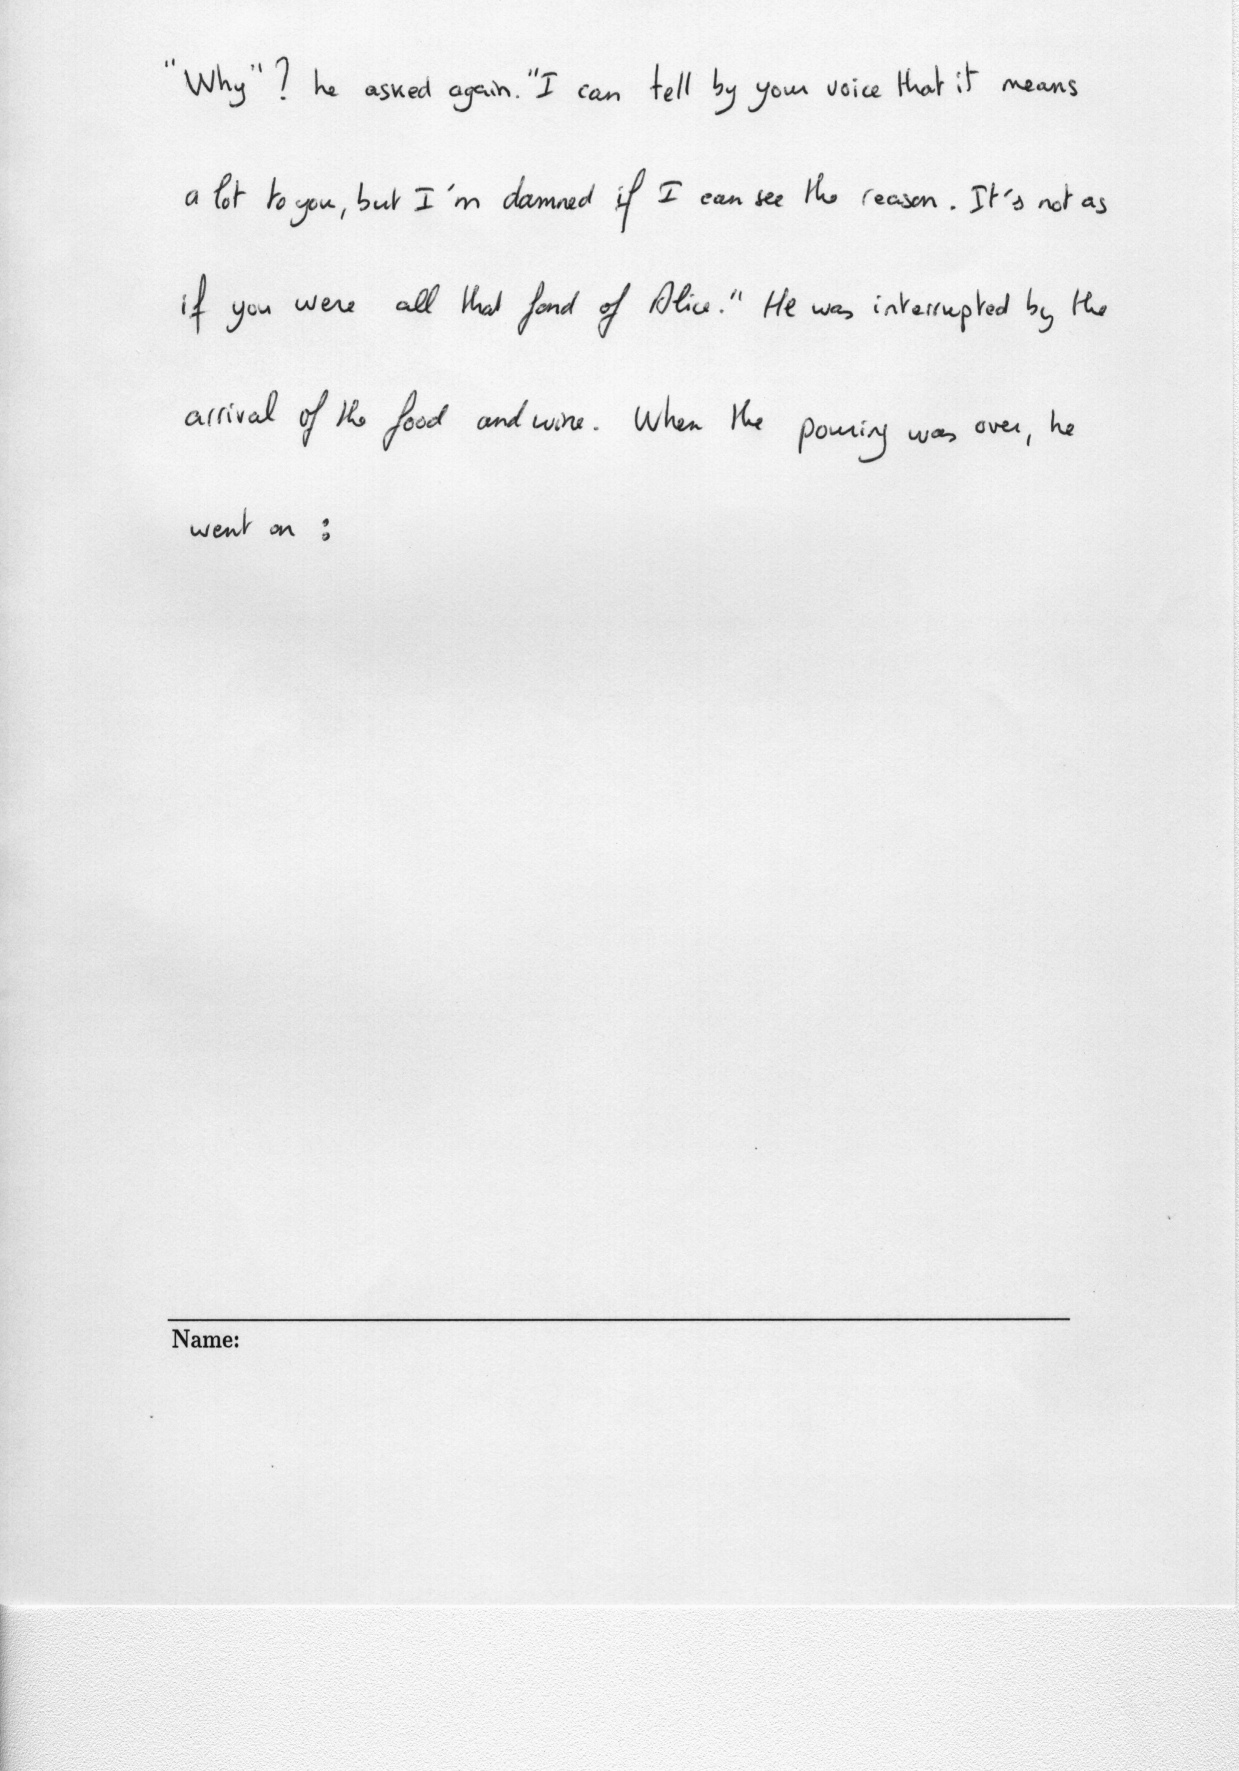 "Why"? he asked again. "I can tell by your voice that it means
a lot to you, but I'm damned if I can see the reason. It's not as
if you were all that fond of Alice." He was interrupted by the
arrival of the food and wine. When the pouring was over, he
went on :
Name: